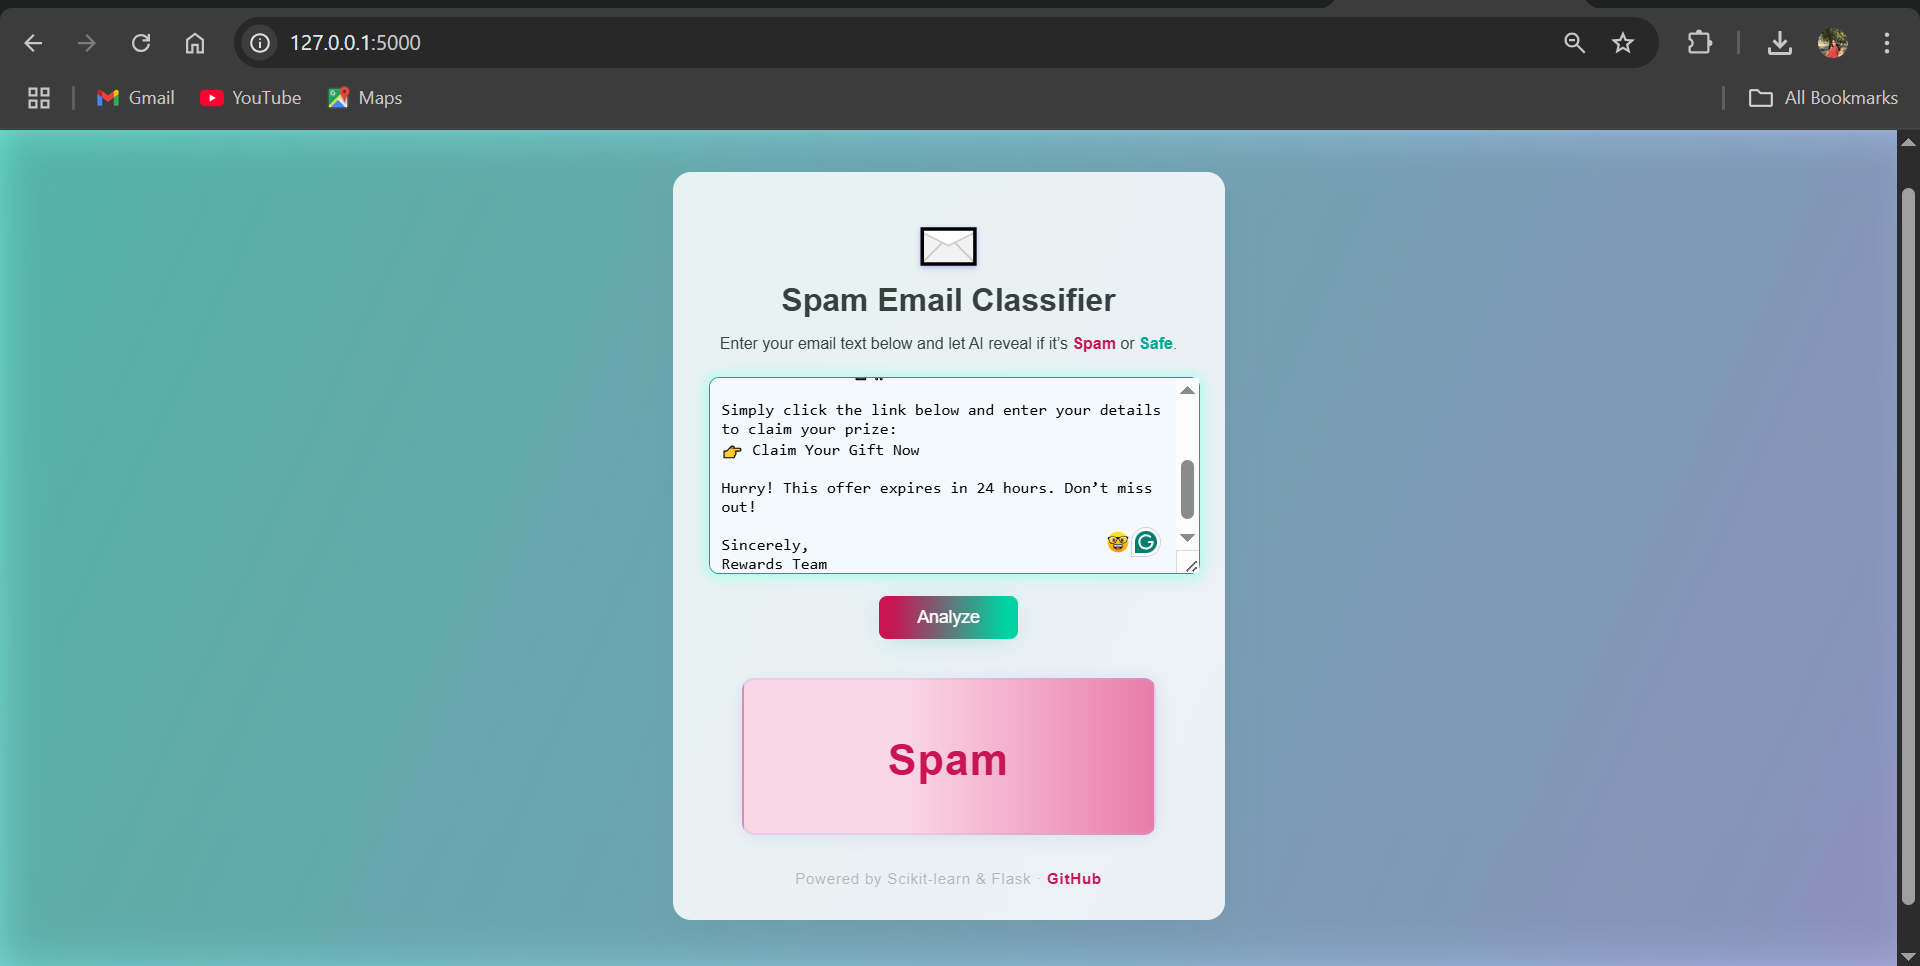 127.0.0.1:5000
Gmail
YouTube
Maps
All Bookmarks
Spam Email Classifier
Enter your email text below and let AI reveal if it’s Spam or Safe.
Simply click the link below and enter your details
to claim your prize:
👉 Claim Your Gift Now
Hurry! This offer expires in 24 hours. Don’t miss
out!
Sincerely,
Rewards Team
Analyze
Spam
Powered by Scikit-learn & Flask · GitHub